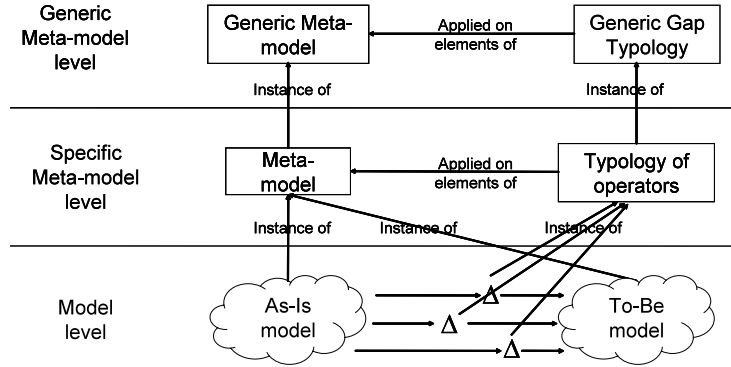 Generic
Meta-model
level
Generic Meta-
model
Applied on
elements of
Generic Gap
Typology
Instance of
Instance of
Specific
Meta-model
level
Meta-
model
Applied on
elements of
Typology of
operators
Instance of
Instance of
Instance of
Model
level
As-Is
model
Δ
Δ
Δ
To-Be
model